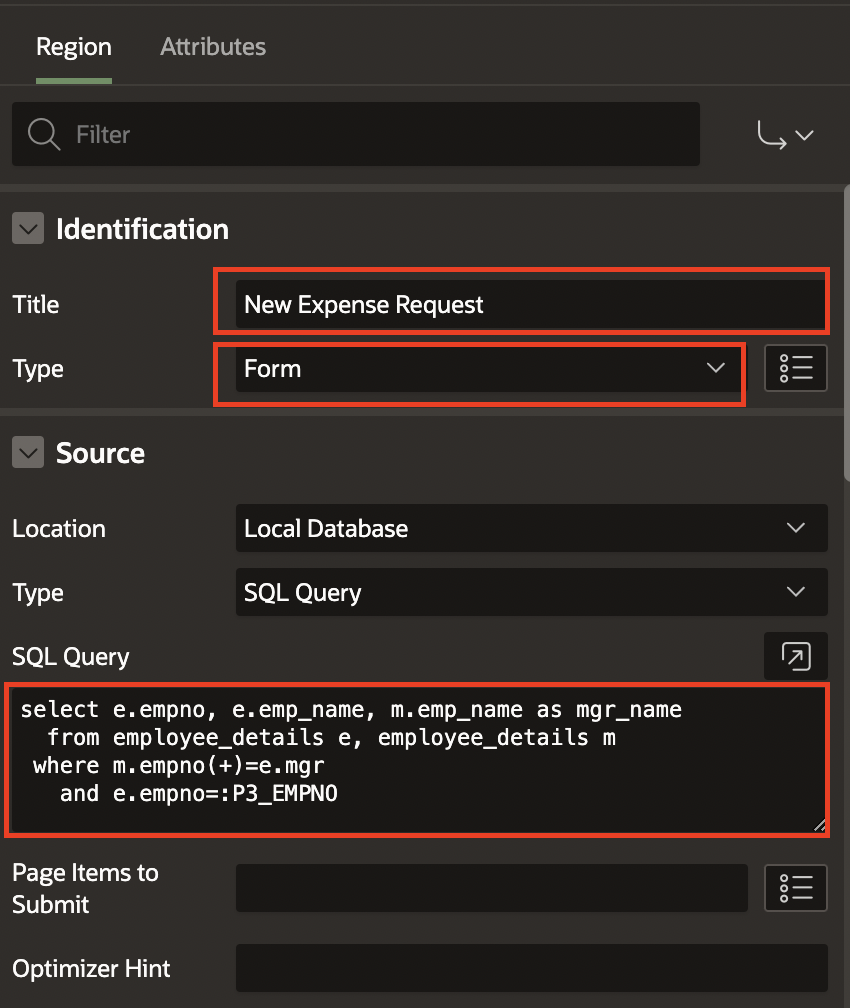 Region Attributes
Filter
Identification
Title New Expense Request
Type Form
Source
Location Local Database
Type SQL Query
SQL Query
select e.empno, e.emp_name, m.emp_name as mgr_name
  from employee_details e, employee_details m
 where m.empno(+)=e.mgr
   and e.empno=:P3_EMPNO
Page Items to
Submit
Optimizer Hint